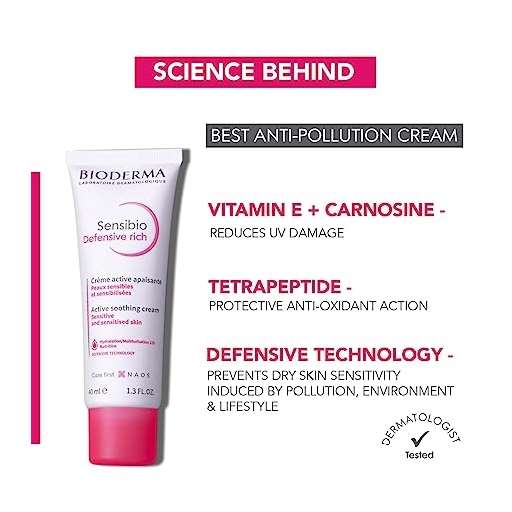 SCIENCE BEHIND
BEST ANTI-POLLUTION CREAM
BIODERMA
LABORATOIRE DERMATOLOGIQUE
Sensibio
Defensive rich
Crème active apaisante
Peaux sensibles
et sensibilisées
Active soothing cream
Sensitive
and sensitised skin
Hydratation/Moisturisation
Nutrition
DEFENSIVE TECHNOLOGY
Care first NAOS
40 ml e 1.3 FL.OZ.
VITAMIN E + CARNOSINE -
REDUCES UV DAMAGE
TETRAPEPTIDE -
PROTECTIVE ANTI-OXIDANT ACTION
DEFENSIVE TECHNOLOGY -
PREVENTS DRY SKIN SENSITIVITY
INDUCED BY POLLUTION, ENVIRONMENT
& LIFESTYLE
DERMATOLOGIST
Tested